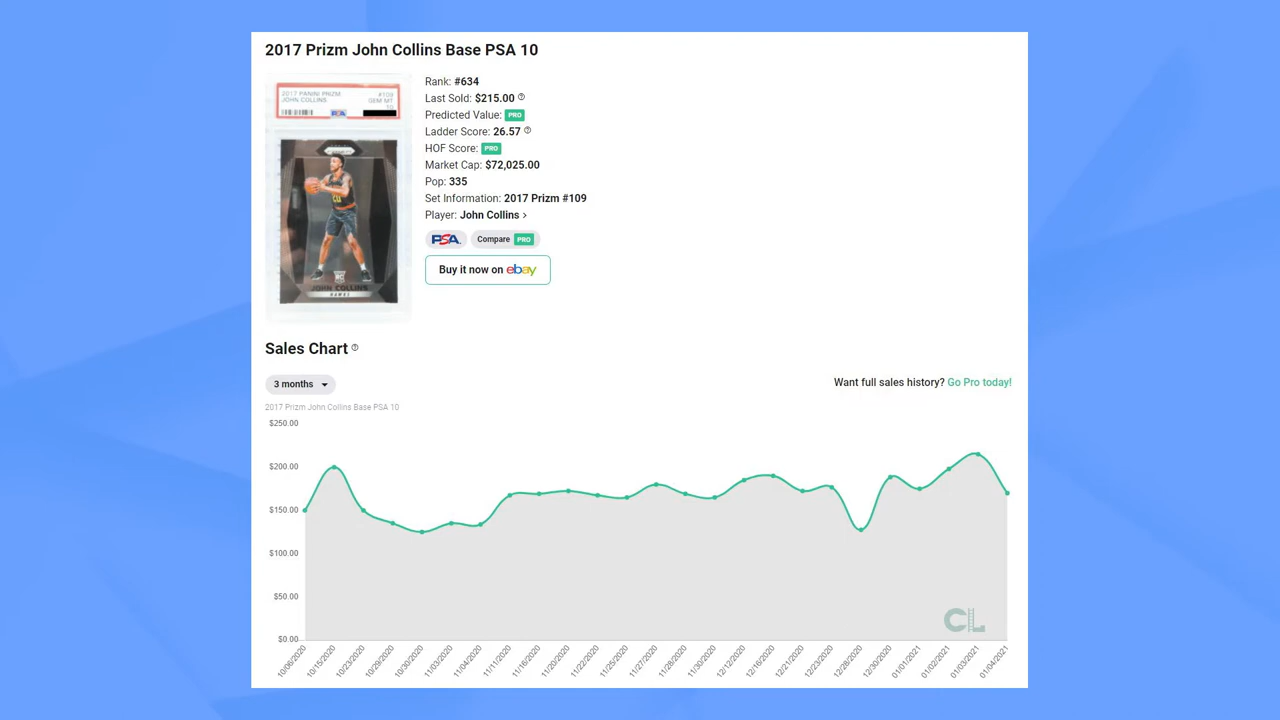 2017 Prizm John Collins Base PSA 10
2017 PANINI PRIZM #109
JOHN COLLINS GEM MT
10
PSA
JOHN COLLINS
HAWKS
Rank: #634
Last Sold: $215.00
Predicted Value: PRO
Ladder Score: 26.57
HOF Score: PRO
Market Cap: $72,025.00
Pop: 335
Set Information: 2017 Prizm #109
Player: John Collins >
PSA Compare PRO
Buy it now on ebay
Sales Chart
3 months
Want full sales history? Go Pro today!
2017 Prizm John Collins Base PSA 10
$250.00
$200.00
$150.00
$100.00
$50.00
$0.00
CL
10/06/2020
10/15/2020
10/23/2020
10/29/2020
10/30/2020
11/03/2020
11/04/2020
11/11/2020
11/16/2020
11/20/2020
11/22/2020
11/25/2020
11/27/2020
11/28/2020
11/30/2020
12/12/2020
12/16/2020
12/21/2020
12/23/2020
12/28/2020
12/30/2020
01/01/2021
01/02/2021
01/03/2021
01/04/2021